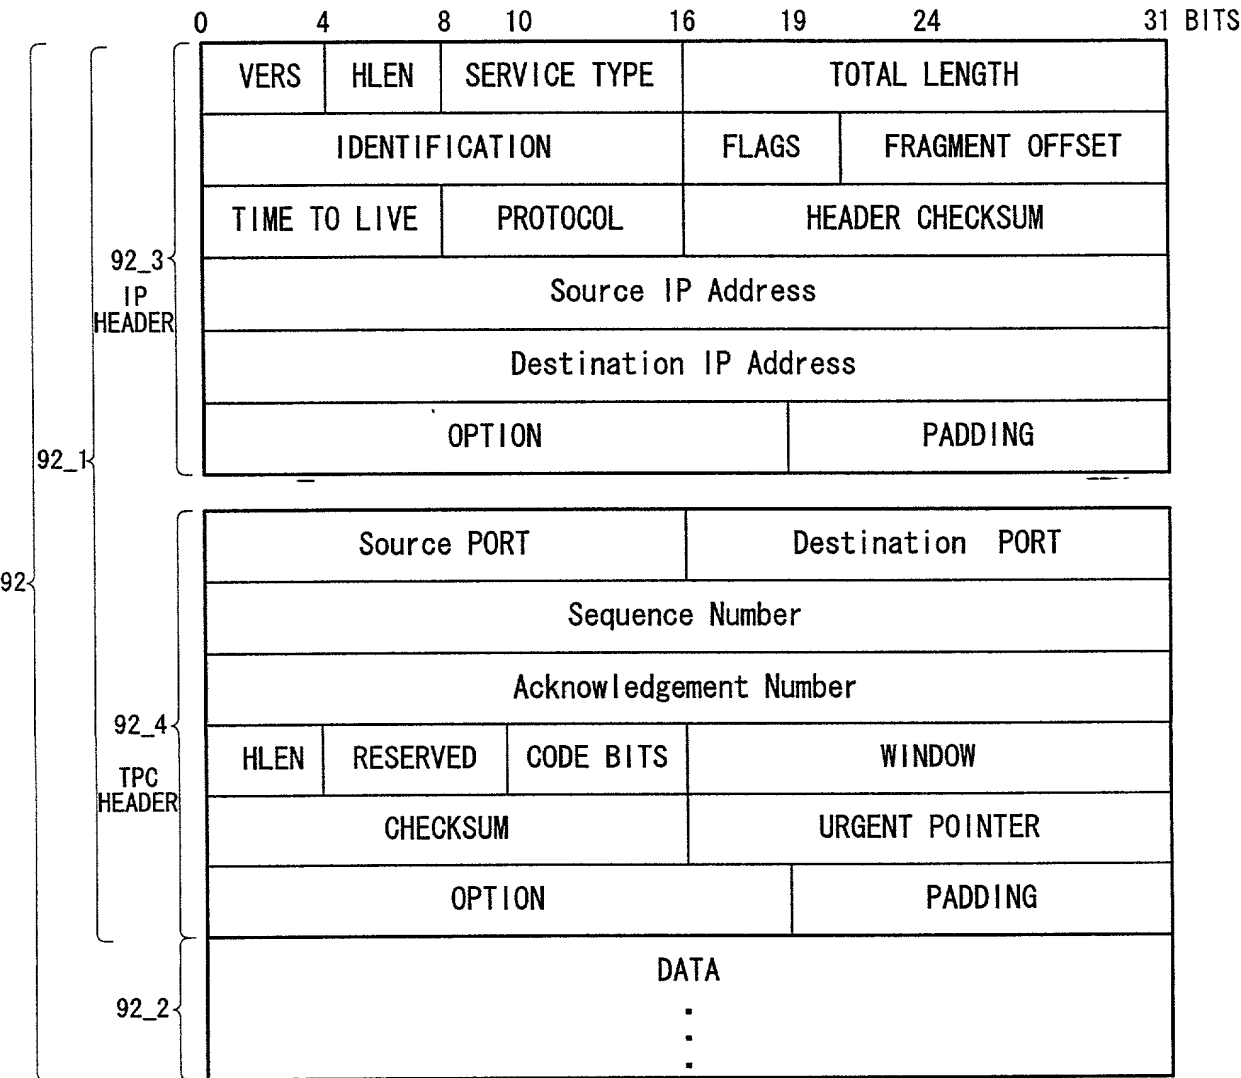 0 4 8 10 16 19 24 31 BITS
VERS HLEN SERVICE TYPE TOTAL LENGTH
IDENTIFICATION FLAGS FRAGMENT OFFSET
TIME TO LIVE PROTOCOL HEADER CHECKSUM
92_3
IP
HEADER
Source IP Address
Destination IP Address
OPTION PADDING
92_1
Source PORT Destination PORT
92
Sequence Number
Acknowledgement Number
92_4
TPC
HEADER
HLEN RESERVED CODE BITS WINDOW
CHECKSUM URGENT POINTER
OPTION PADDING
DATA
92_2